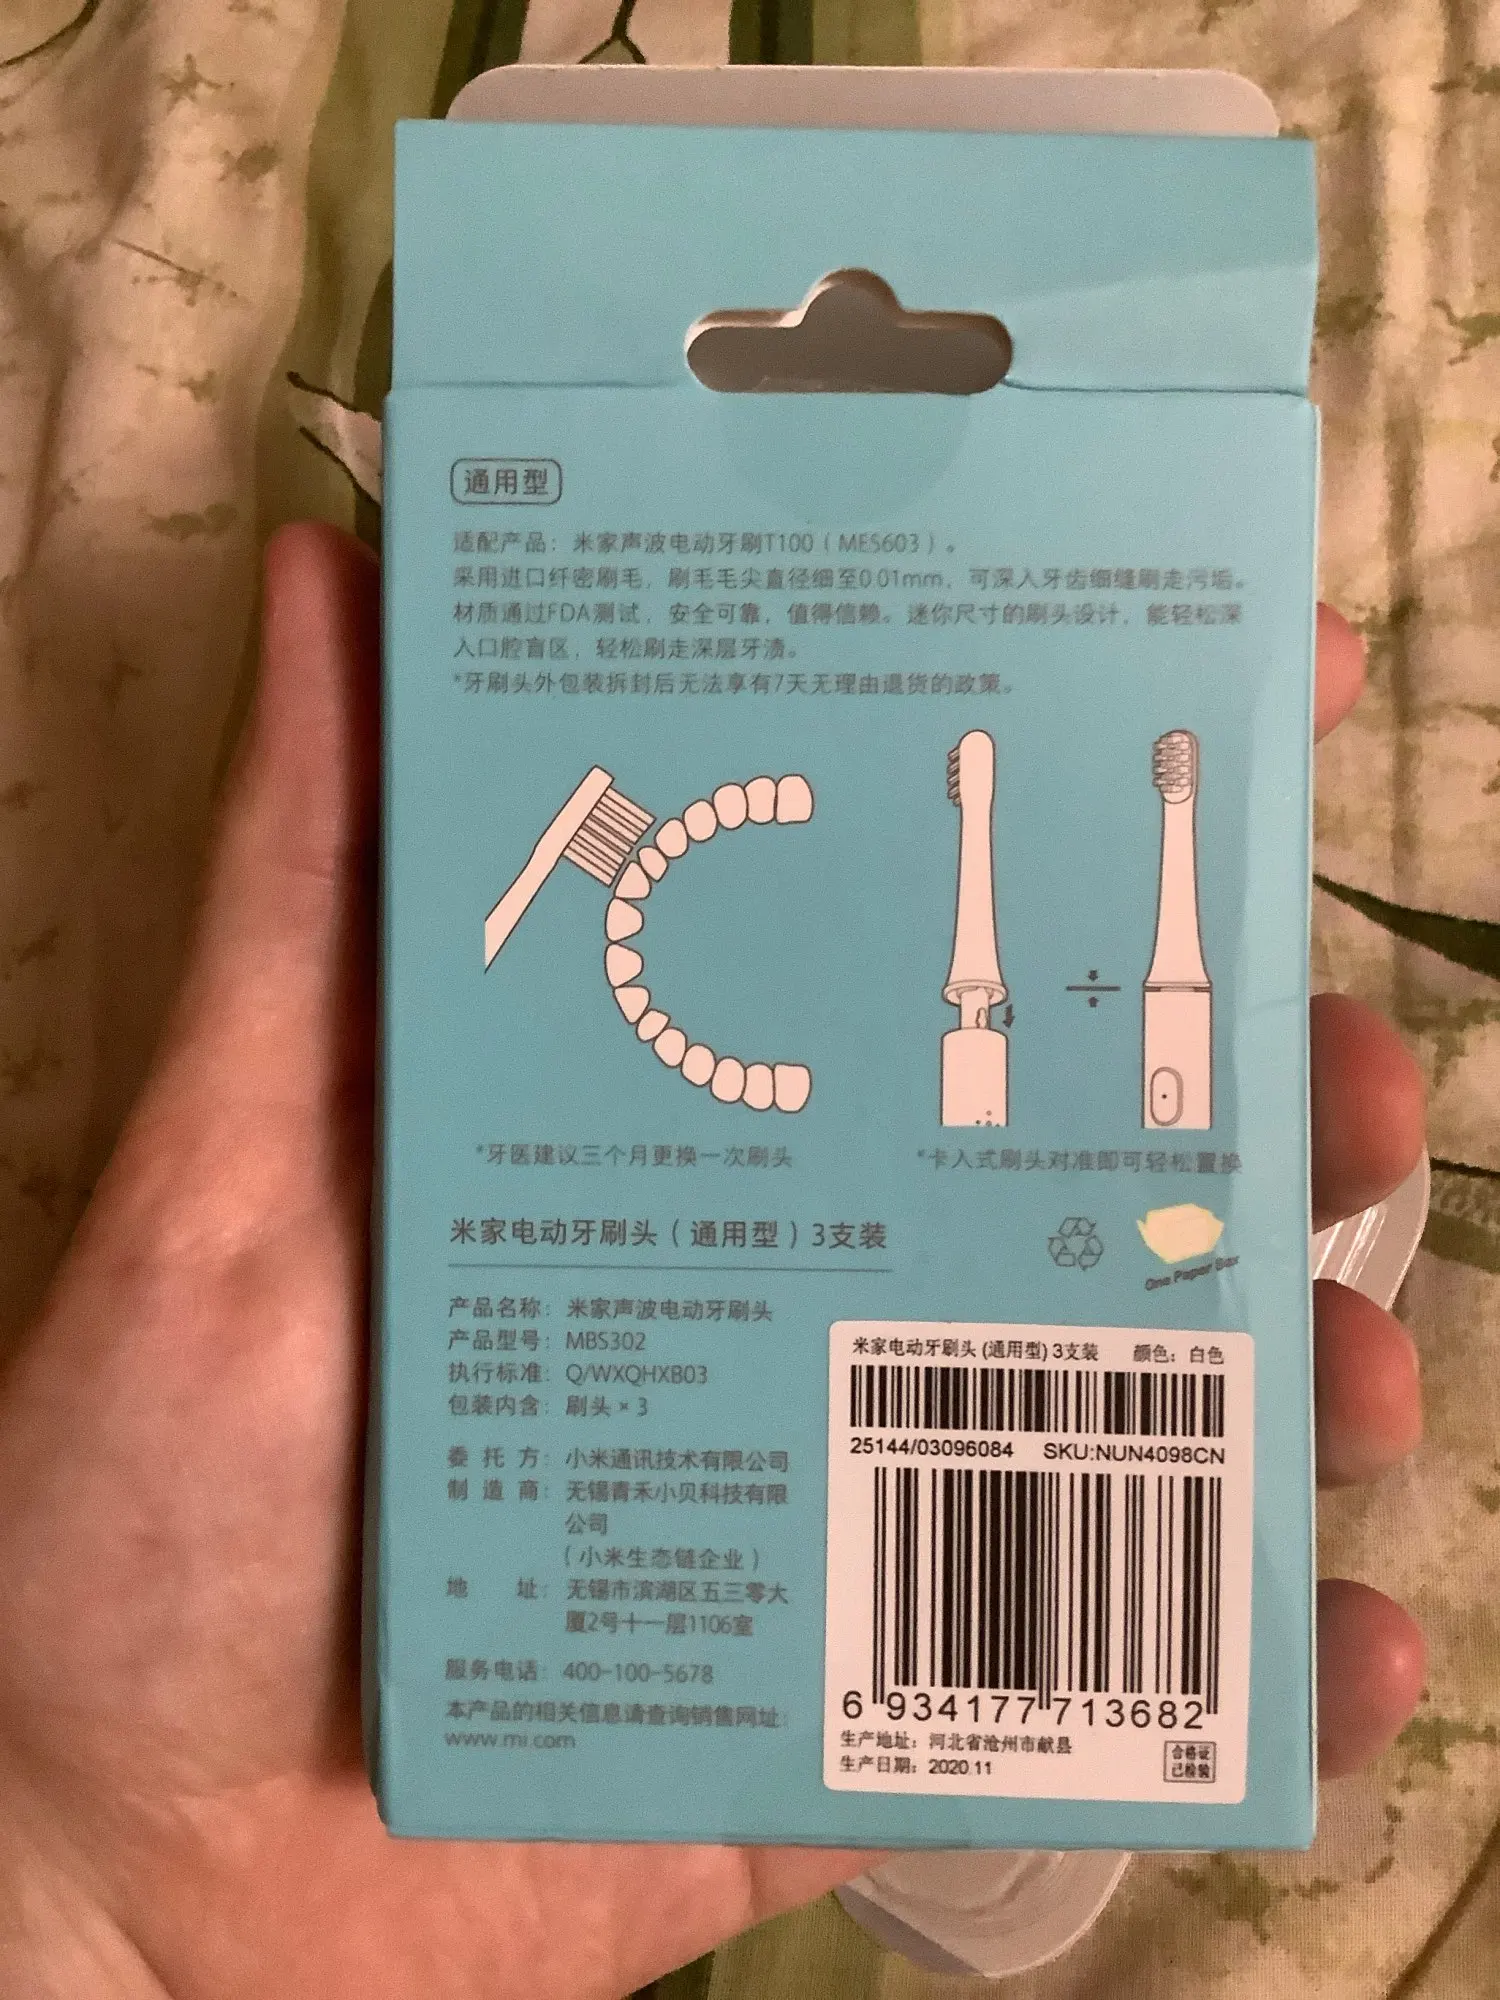 通用型
适配产品：米家声波电动牙刷T100（MES603）。
采用进口纤密刷毛，刷毛毛尖直径细至0.01mm，可深入牙齿细缝刷走污垢。
材质通过FDA测试，安全可靠，值得信赖。迷你尺寸的刷头设计，能轻松深
入口腔盲区，轻松刷走深层牙渍。
*牙刷头外包装拆封后无法享有7天无理由退货的政策。
*牙医建议三个月更换一次刷头
*卡入式刷头对准即可轻松置换
米家电动牙刷头（通用型）3支装
One Paper Box
产品名称：米家声波电动牙刷头
产品型号：MBS302
执行标准：Q/WXQHXB03
包装内含：刷头×3
委托方：小米通讯技术有限公司
制造商：无锡青禾小贝科技有限
公司
（小米生态链企业）
地址：无锡市滨湖区五三零大
厦2号十一层1106室
服务电话：400-100-5678
本产品的相关信息请查询销售网址：
www.mi.com
米家电动牙刷头(通用型)3支装 颜色：白色
25144/03096084 SKU:NUN4098CN
6 934177 713682
生产地址：河北省沧州市献县
生产日期：2020.11
合格证
已检验